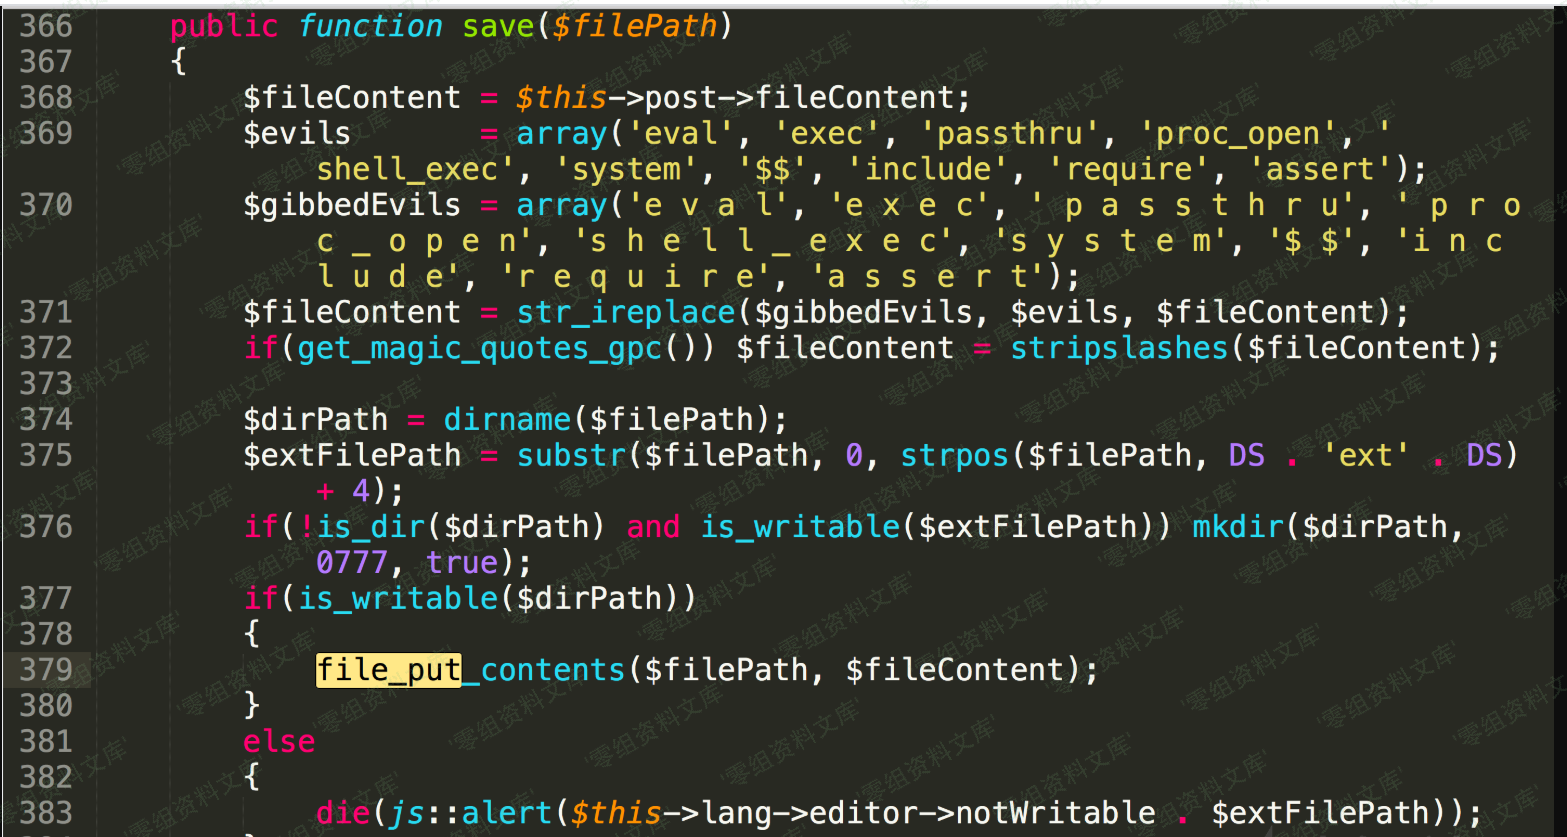 366 public function save($filePath)
367 {
368 $fileContent = $this->post->fileContent;
369 $evils = array('eval', 'exec', 'passthru', 'proc_open', '
shell_exec', 'system', '$$', 'include', 'require', 'assert');
370 $gibbedEvils = array('e v a l', 'e x e c', ' p a s s t h r u', ' p r o
c _ o p e n', 's h e l l _ e x e c', 's y s t e m', '$ $', 'i n c
l u d e', 'r e q u i r e', 'a s s e r t');
371 $fileContent = str_ireplace($gibbedEvils, $evils, $fileContent);
372 if(get_magic_quotes_gpc()) $fileContent = stripslashes($fileContent);
373
374 $dirPath = dirname($filePath);
375 $extFilePath = substr($filePath, 0, strpos($filePath, DS . 'ext' . DS)
+ 4);
376 if(!is_dir($dirPath) and is_writable($extFilePath)) mkdir($dirPath,
0777, true);
377 if(is_writable($dirPath))
378 {
379 file_put_contents($filePath, $fileContent);
380 }
381 else
382 {
383 die(js::alert($this->lang->editor->notWritable . $extFilePath));
'零组资料文库'